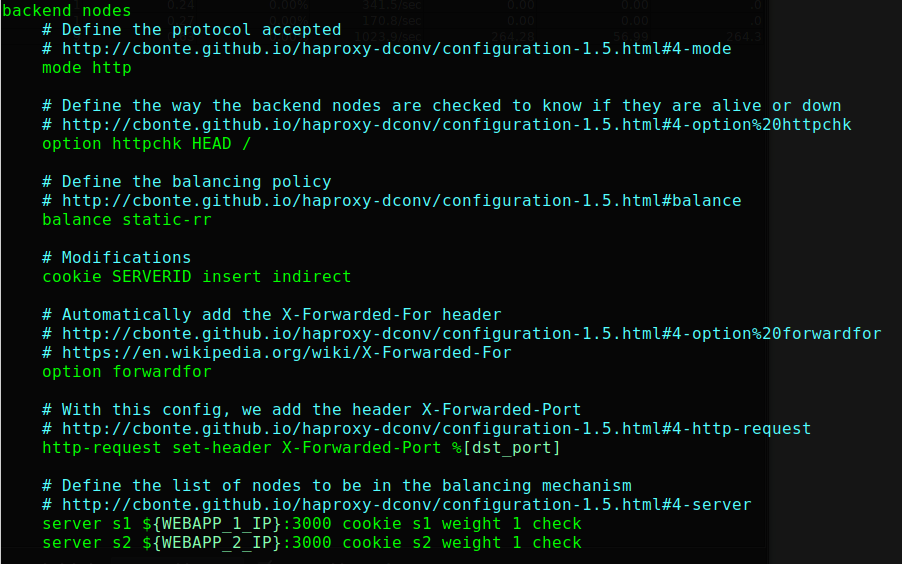 backend nodes
# Define the protocol accepted
# http://cbonte.github.io/haproxy-dconv/configuration-1.5.html#4-mode
mode http
# Define the way the backend nodes are checked to know if they are alive or down
# http://cbonte.github.io/haproxy-dconv/configuration-1.5.html#4-option%20httpchk
option httpchk HEAD /
# Define the balancing policy
# http://cbonte.github.io/haproxy-dconv/configuration-1.5.html#balance
balance static-rr
# Modifications
cookie SERVERID insert indirect
# Automatically add the X-Forwarded-For header
# http://cbonte.github.io/haproxy-dconv/configuration-1.5.html#4-option%20forwardfor
# https://en.wikipedia.org/wiki/X-Forwarded-For
option forwardfor
# With this config, we add the header X-Forwarded-Port
# http://cbonte.github.io/haproxy-dconv/configuration-1.5.html#4-http-request
http-request set-header X-Forwarded-Port %[dst_port]
# Define the list of nodes to be in the balancing mechanism
# http://cbonte.github.io/haproxy-dconv/configuration-1.5.html#4-server
server s1 ${WEBAPP_1_IP}:3000 cookie s1 weight 1 check
server s2 ${WEBAPP_2_IP}:3000 cookie s2 weight 1 check